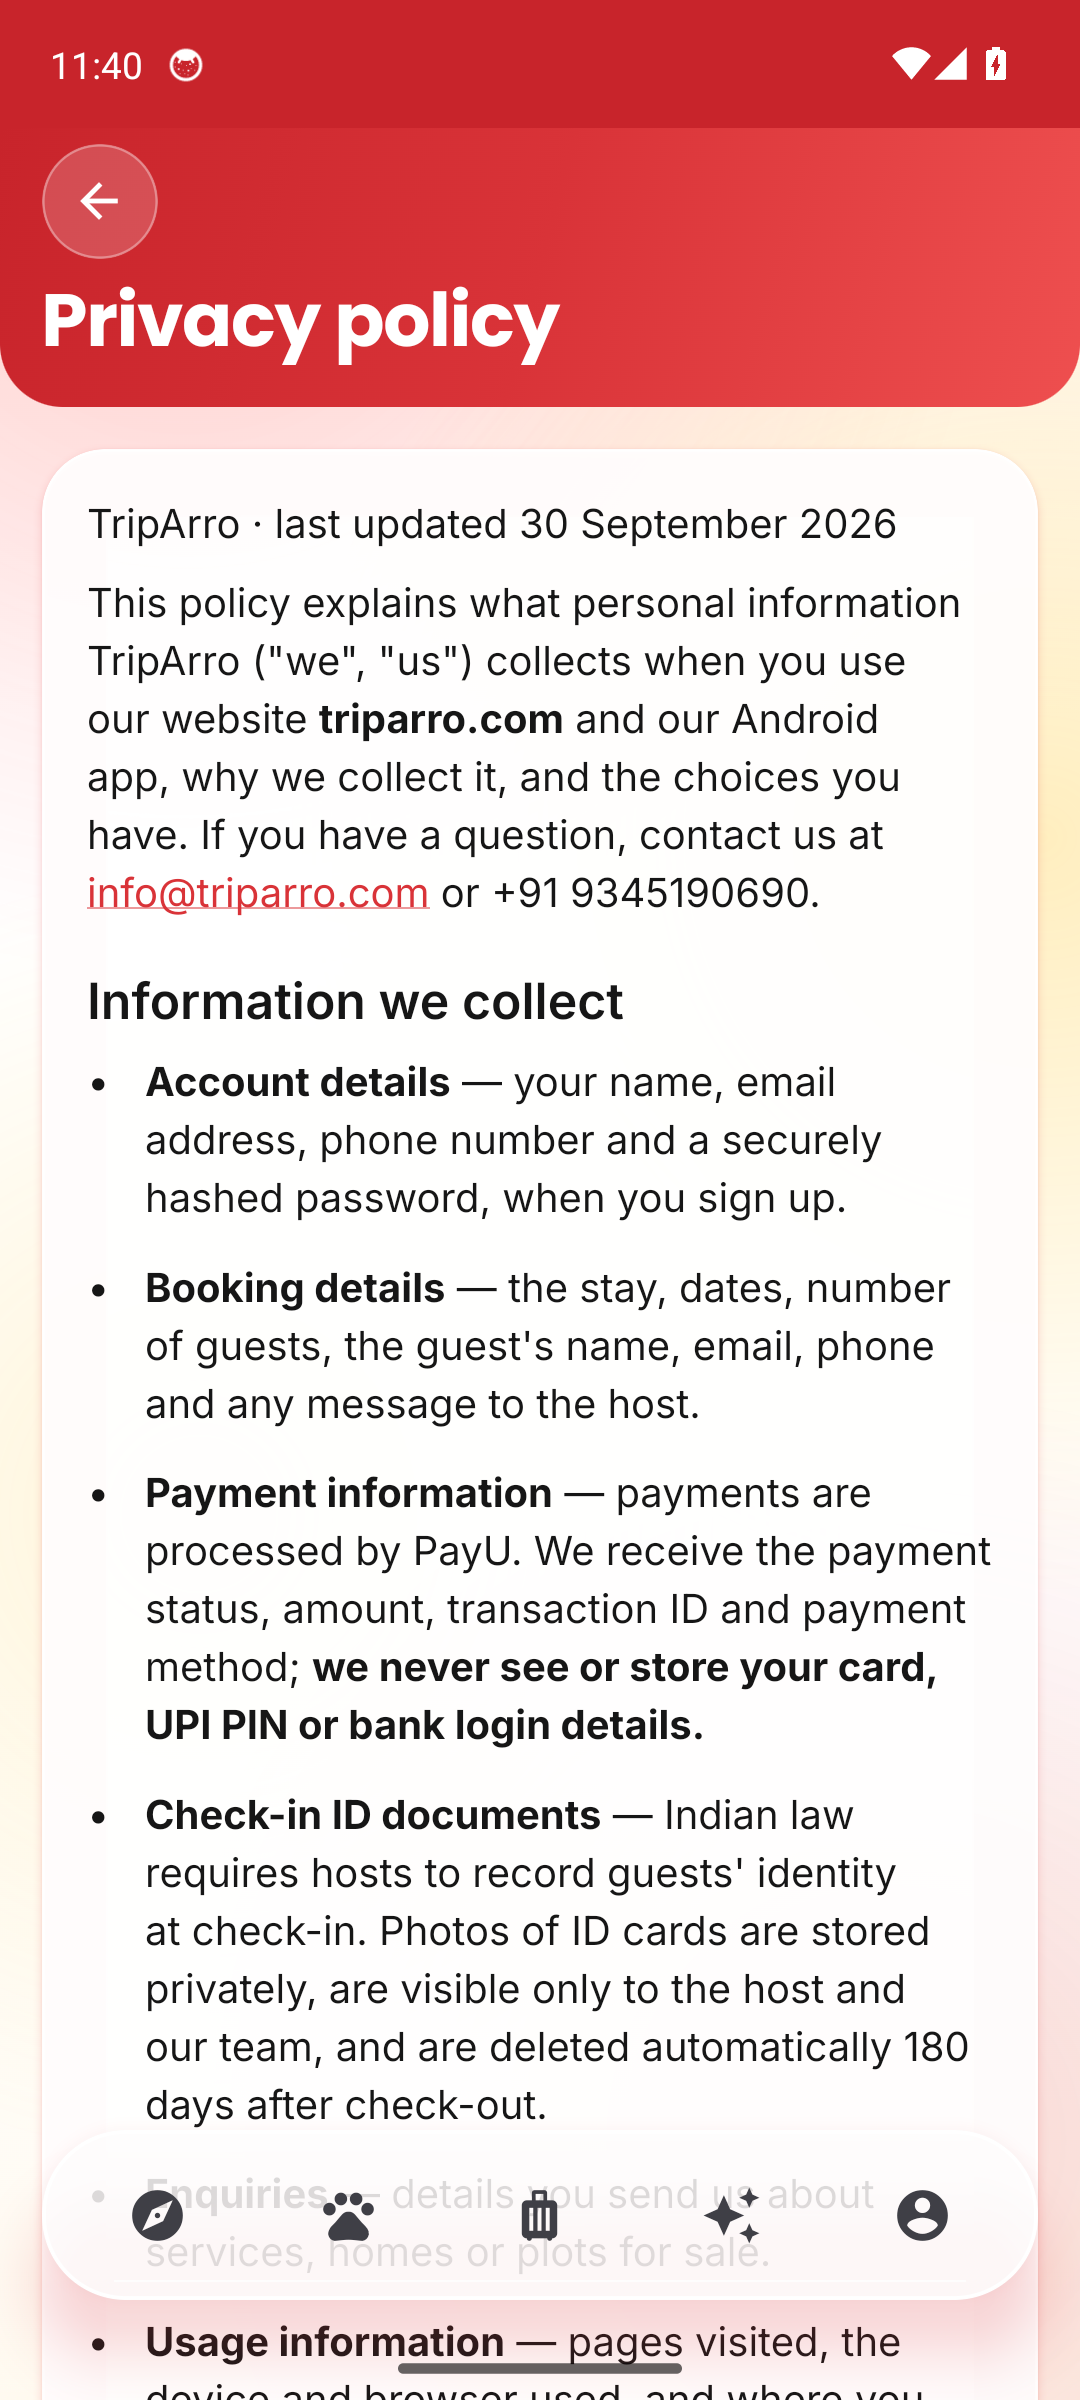 11:40
Privacy policy
TripArro · last updated 30 September 2026
This policy explains what personal information
TripArro ("we", "us") collects when you use
our website triparro.com and our Android
app, why we collect it, and the choices you
have. If you have a question, contact us at
info@triparro.com or +91 9345190690.
Information we collect
• Account details — your name, email
address, phone number and a securely
hashed password, when you sign up.
• Booking details — the stay, dates, number
of guests, the guest's name, email, phone
and any message to the host.
• Payment information — payments are
processed by PayU. We receive the payment
status, amount, transaction ID and payment
method; we never see or store your card,
UPI PIN or bank login details.
• Check-in ID documents — Indian law
requires hosts to record guests' identity
at check-in. Photos of ID cards are stored
privately, are visible only to the host and
our team, and are deleted automatically 180
days after check-out.
• Enquiries — details you send us about
services, homes or plots for sale.
• Usage information — pages visited, the
device and browser used, and where you